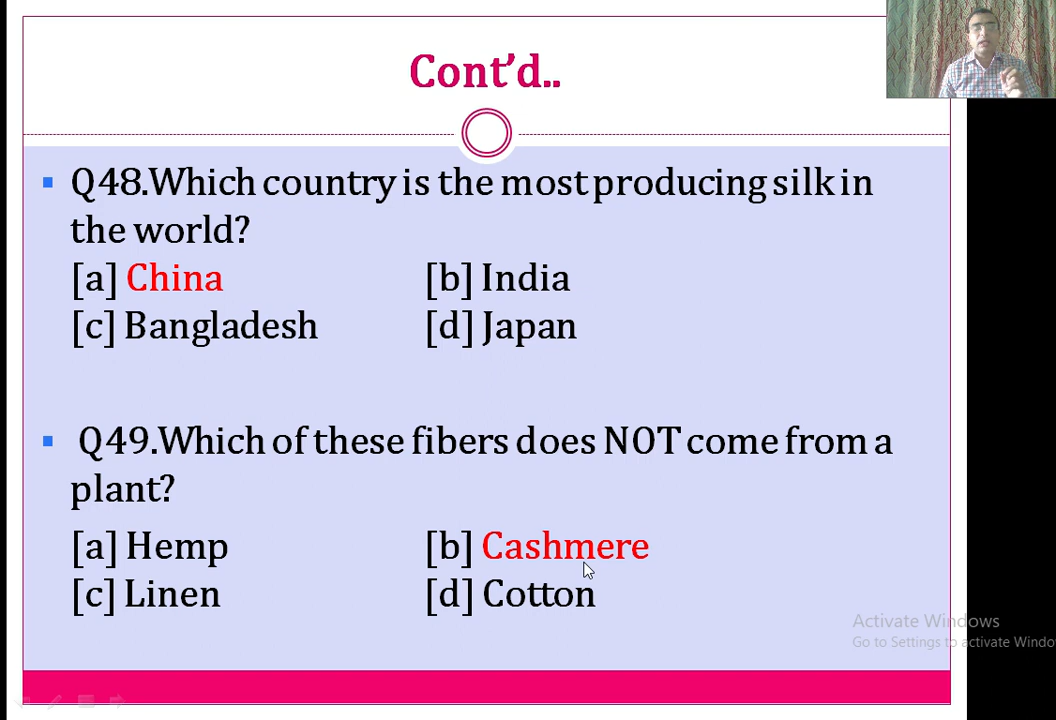 Cont’d..
Q48.Which country is the most producing silk in
the world?
[a] China [b] India
[c] Bangladesh [d] Japan
Q49.Which of these fibers does NOT come from a
plant?
[a] Hemp [b] Cashmere
[c] Linen [d] Cotton
Activate Windows
Go to Settings to activate Windo